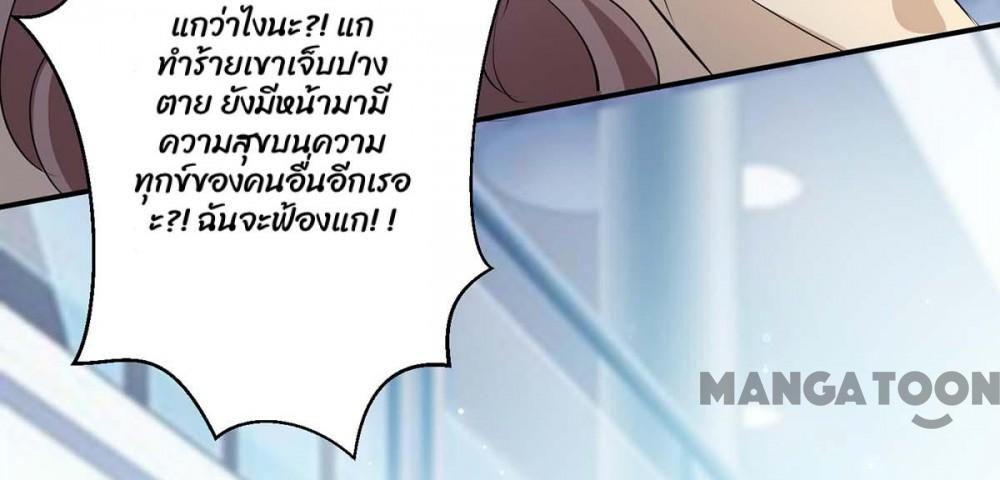 แกว่าไงนะ?! แก
ทำร้ายเขาเจ็บปาง
ตาย ยังมีหน้ามามี
ความสุขบนความ
ทุกข์ของคนอื่นอีกเรอ
ะ?! ฉันจะฟ้องแก! !
MANGATOON